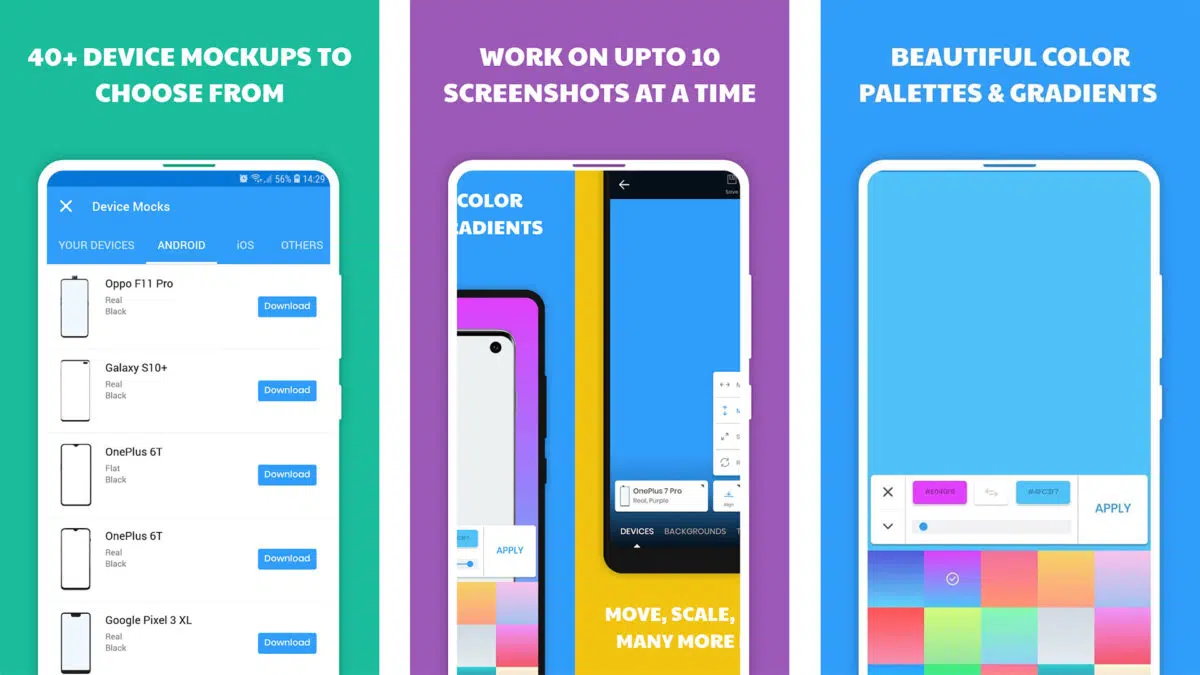 40+ DEVICE MOCKUPS TO
CHOOSE FROM
56% 14:29
Device Mocks
YOUR DEVICES ANDROID iOS OTHERS
Oppo F11 Pro
Real
Black
Download
Galaxy S10+
Real
Black
Download
OnePlus 6T
Flat
Black
Download
OnePlus 6T
Real
Black
Download
Google Pixel 3 XL
Real
Black
Download
WORK ON UPTO 10
SCREENSHOTS AT A TIME
COLOR
RADIENTS
Save
OnePlus 7 Pro
Real, Purple
Align
DEVICES BACKGROUNDS
APPLY
MOVE, SCALE,
MANY MORE
BEAUTIFUL COLOR
PALETTES & GRADIENTS
#E040FB #4FC3F7
APPLY